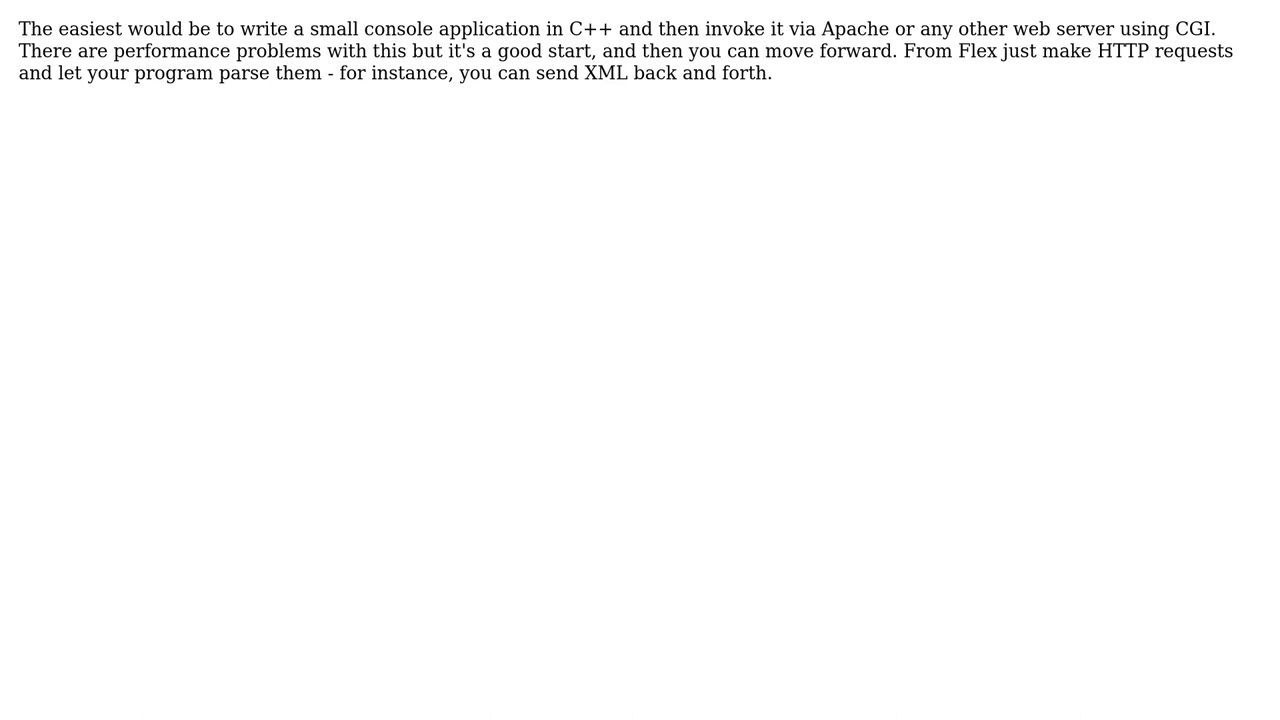 The easiest would be to write a small console application in C++ and then invoke it via Apache or any other web server using CGI.
There are performance problems with this but it's a good start, and then you can move forward. From Flex just make HTTP requests
and let your program parse them - for instance, you can send XML back and forth.